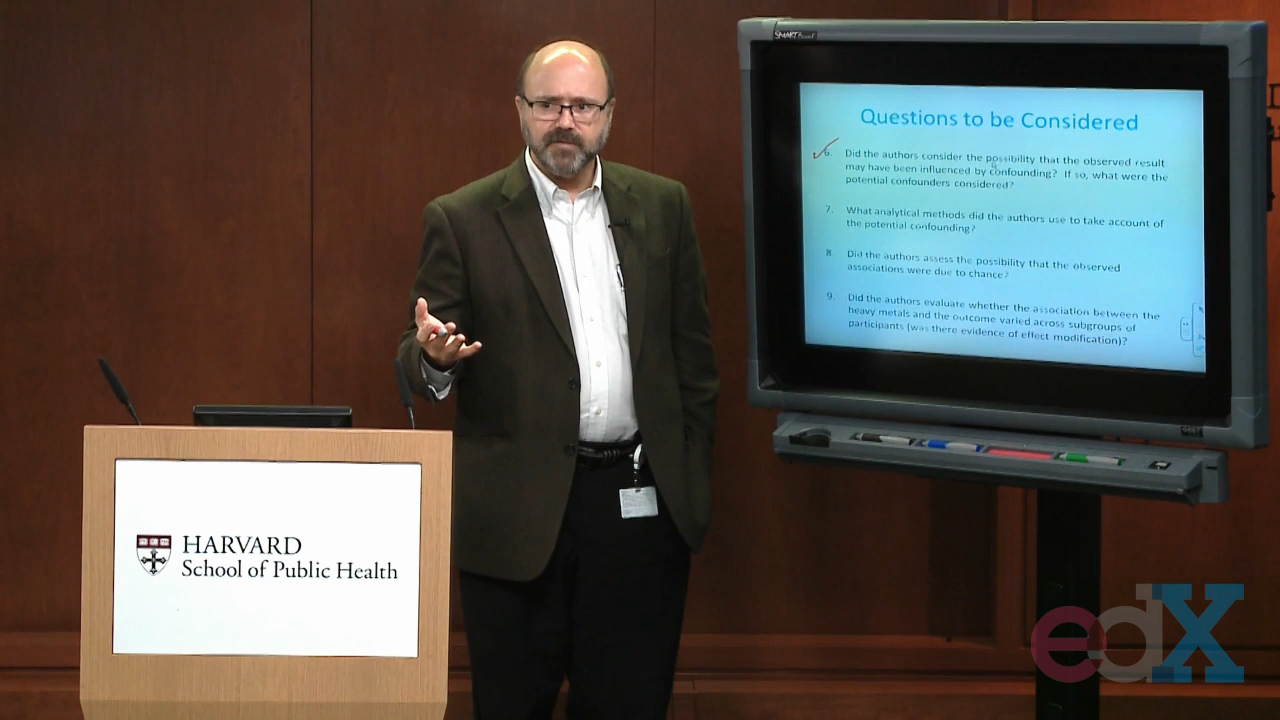 SMART Board
Questions to be Considered
6. Did the authors consider the possibility that the observed result
may have been influenced by confounding? If so, what were the
potential confounders considered?
7. What analytical methods did the authors use to take account of
the potential confounding?
8. Did the authors assess the possibility that the observed
associations were due to chance?
9. Did the authors evaluate whether the association between the
heavy metals and the outcome varied across subgroups of
participants (was there evidence of effect modification)?
HARVARD
School of Public Health
edX